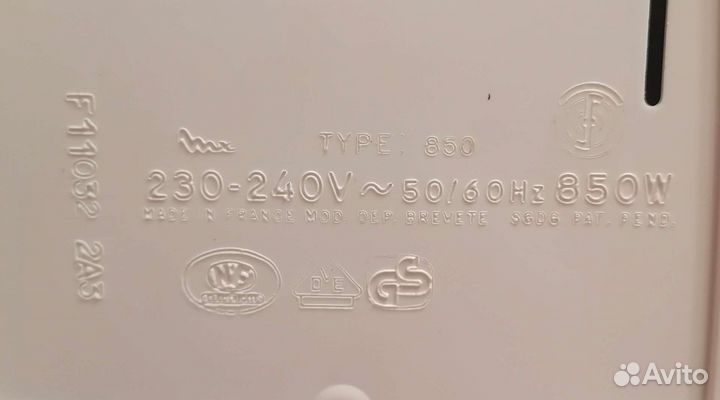 F11032 2A3
TYPE: 850
230-240V ~ 50/60Hz 850W
MADE IN FRANCE MOD. DEP. BREVETE SGDG PAT. PEND.
NF
DVE
GS
Avito